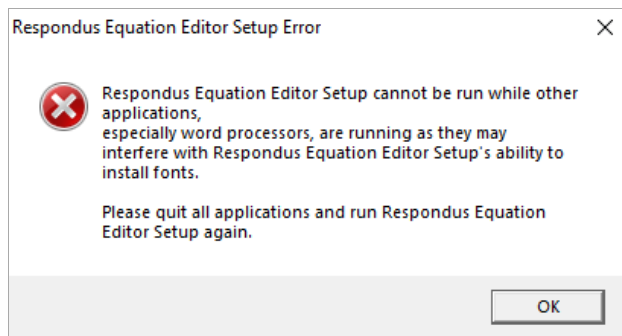 Respondus Equation Editor Setup Error
Respondus Equation Editor Setup cannot be run while other
applications,
especially word processors, are running as they may
interfere with Respondus Equation Editor Setup's ability to
install fonts.
Please quit all applications and run Respondus Equation
Editor Setup again.
OK